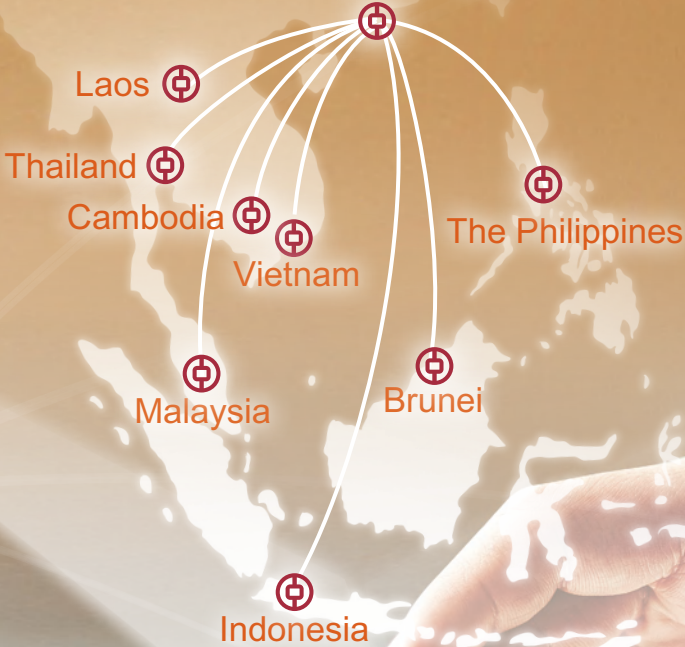 Laos
Thailand
Cambodia
The Philippines
Vietnam
Malaysia
Brunei
Indonesia